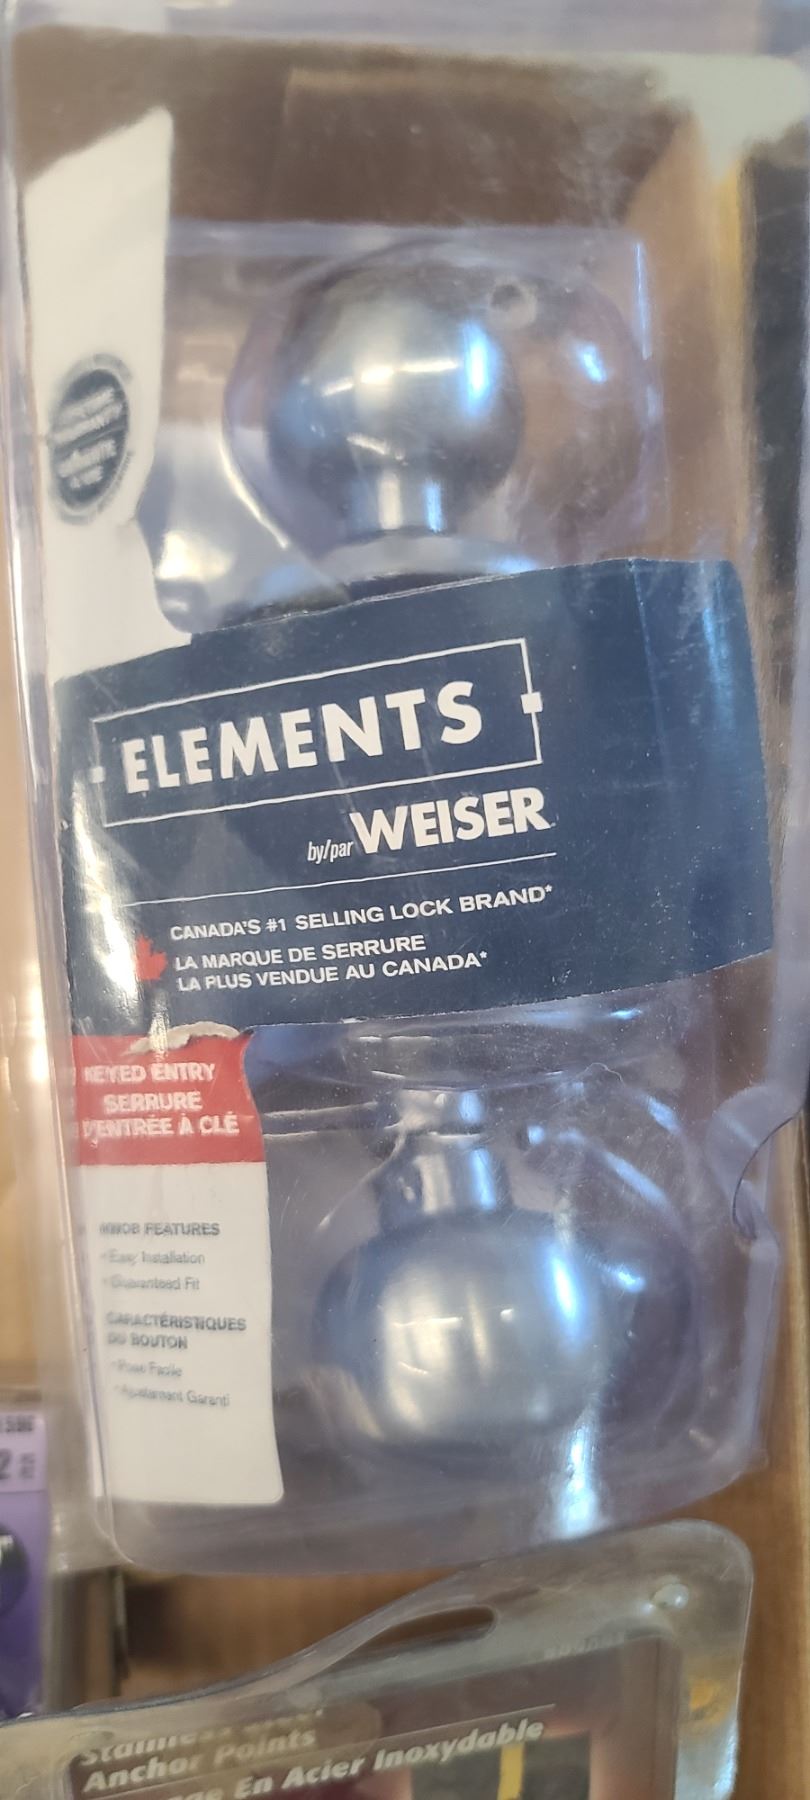 ELEMENTS
by/par WEISER
CANADA'S #1 SELLING LOCK BRAND*
LA MARQUE DE SERRURE
LA PLUS VENDUE AU CANADA*
KEYED ENTRY
SERRURE
D'ENTRÉE À CLÉ
KNOB FEATURES
• Easy Installation
• Guaranteed Fit
CARACTÉRISTIQUES
DU BOUTON
• Pose Facile
• Ajustement Garanti
Stainless Steel
Anchor Points
En Acier Inoxydable